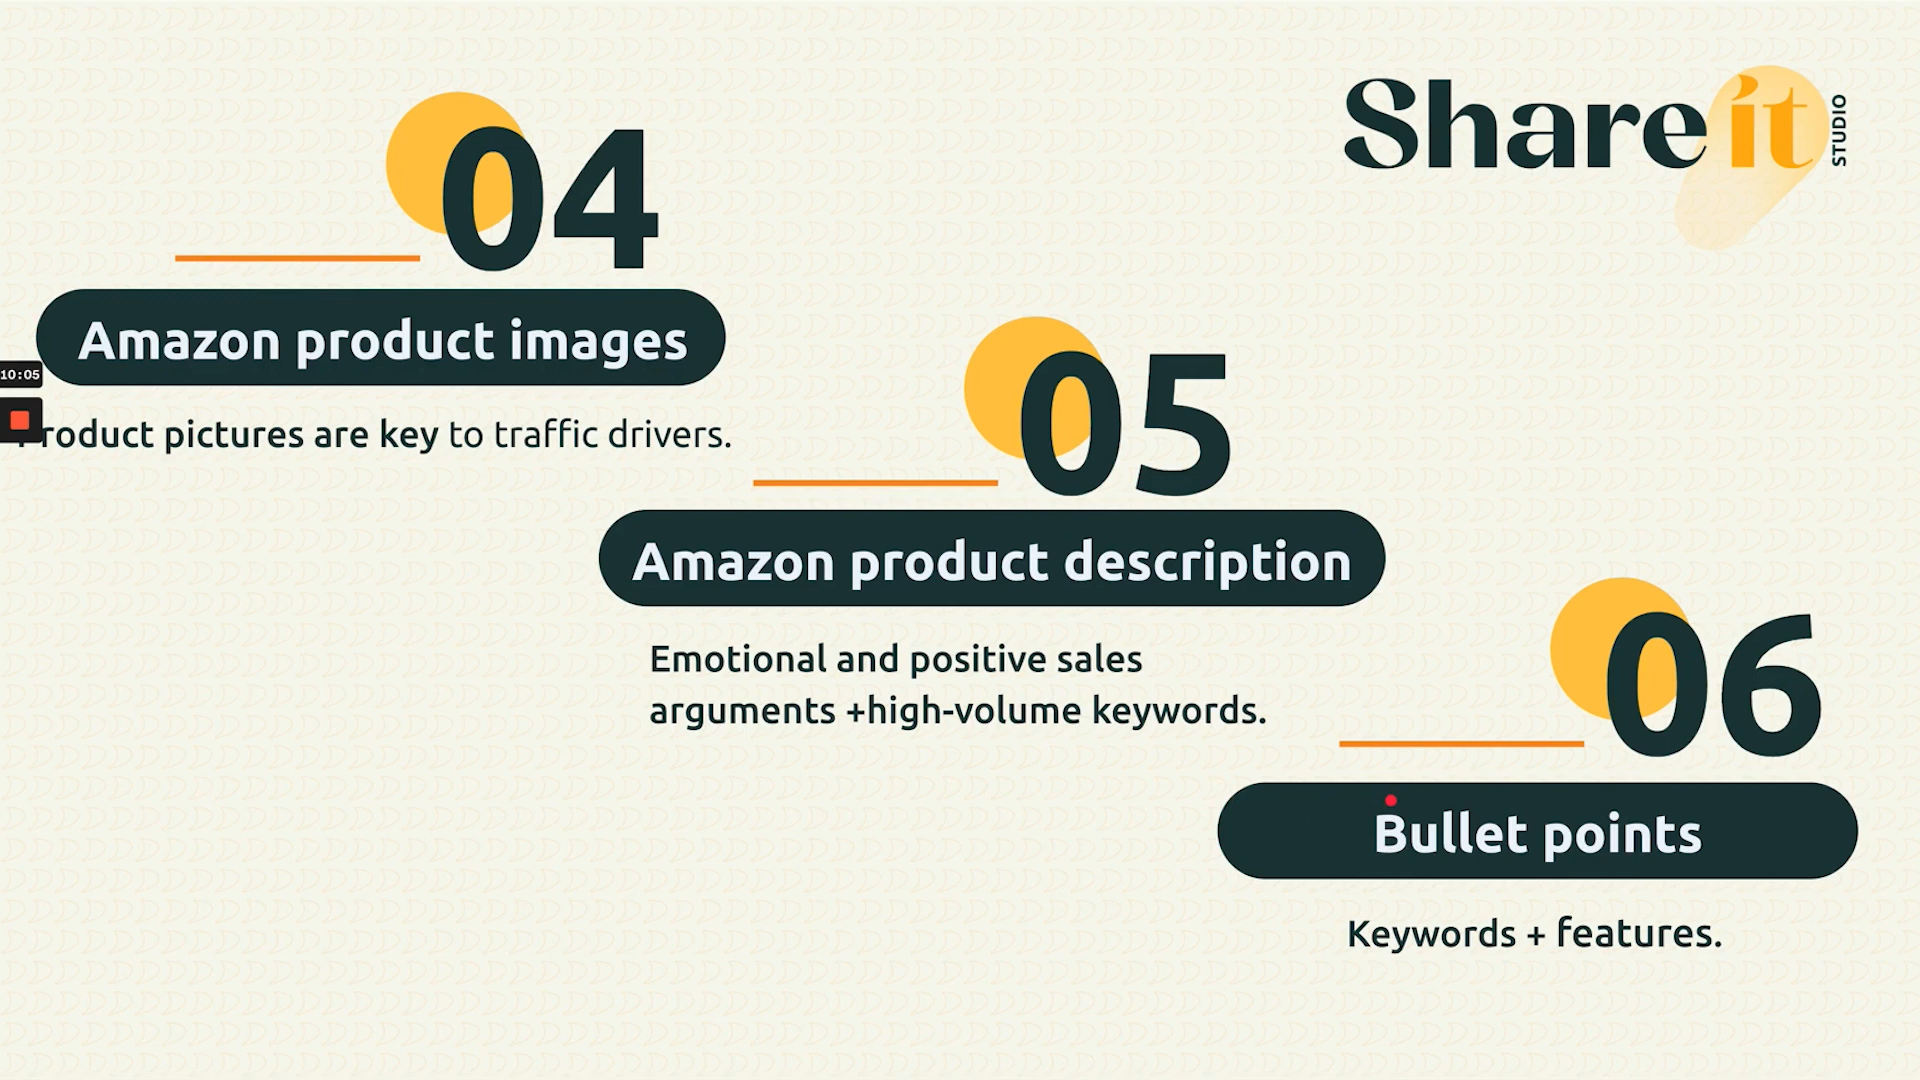 Share it STUDIO
04
Amazon product images
10:05
Product pictures are key to traffic drivers.
05
Amazon product description
Emotional and positive sales
arguments +high-volume keywords.
06
Bullet points
Keywords + features.